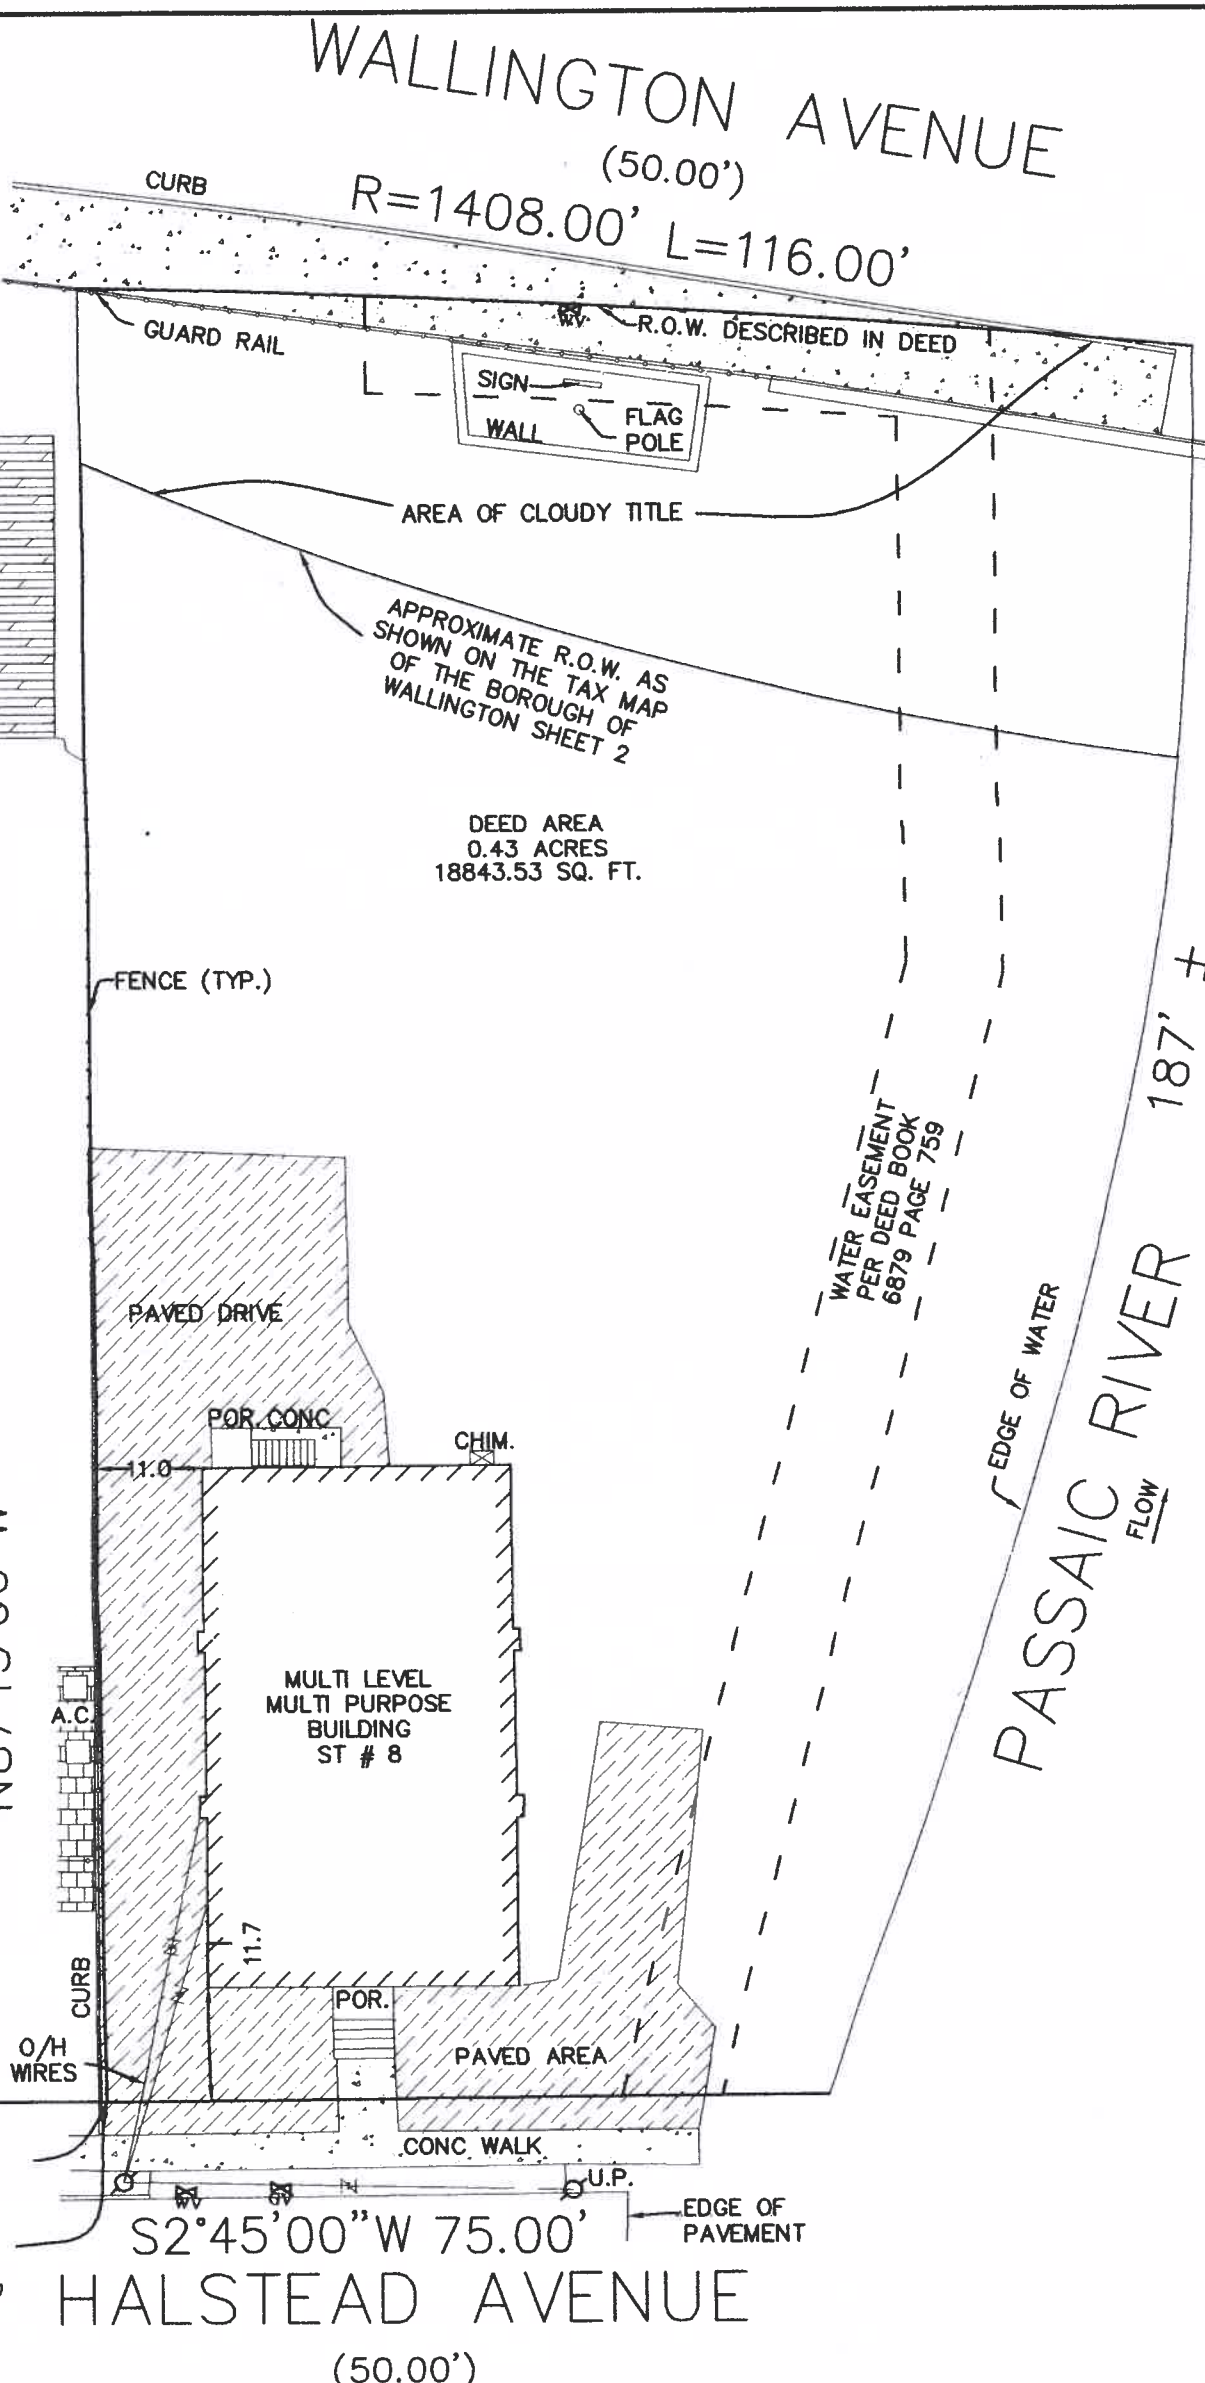 WALLINGTON AVENUE
(50.00')
CURB
R=1408.00' L=116.00'
GUARD RAIL
W.V.
R.O.W. DESCRIBED IN DEED
SIGN
FLAG
POLE
WALL
AREA OF CLOUDY TITLE
APPROXIMATE R.O.W. AS
SHOWN ON THE TAX MAP
OF THE BOROUGH OF
WALLINGTON SHEET 2
DEED AREA
0.43 ACRES
18843.53 SQ. FT.
FENCE (TYP.)
187' ±
WATER EASEMENT
PER DEED BOOK
6879 PAGE 759
PAVED DRIVE
EDGE OF WATER
PASSAIC RIVER
FLOW
POR. CONC
CHIM.
11.0
MULTI LEVEL
MULTI PURPOSE
BUILDING
ST # 8
A.C.
11.7
CURB
POR.
O/H
WIRES
PAVED AREA
CONC WALK
U.P.
WV
GV
EDGE OF
PAVEMENT
S2°45'00"W 75.00'
HALSTEAD AVENUE
(50.00')